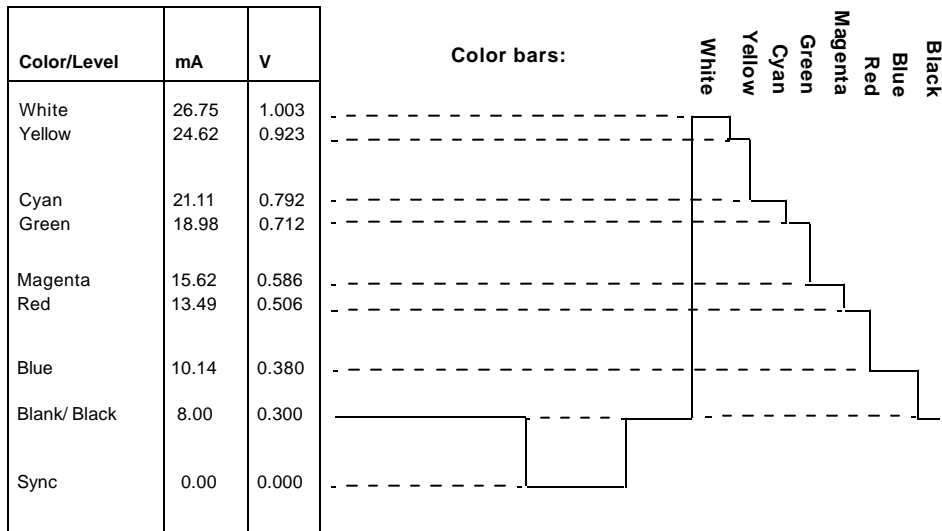 Color/Level mA V
White 26.75 1.003
Yellow 24.62 0.923
Cyan 21.11 0.792
Green 18.98 0.712
Magenta 15.62 0.586
Red 13.49 0.506
Blue 10.14 0.380
Blank/ Black 8.00 0.300
Sync 0.00 0.000
Color bars:
White
Yellow
Cyan
Green
Magenta
Red
Blue
Black